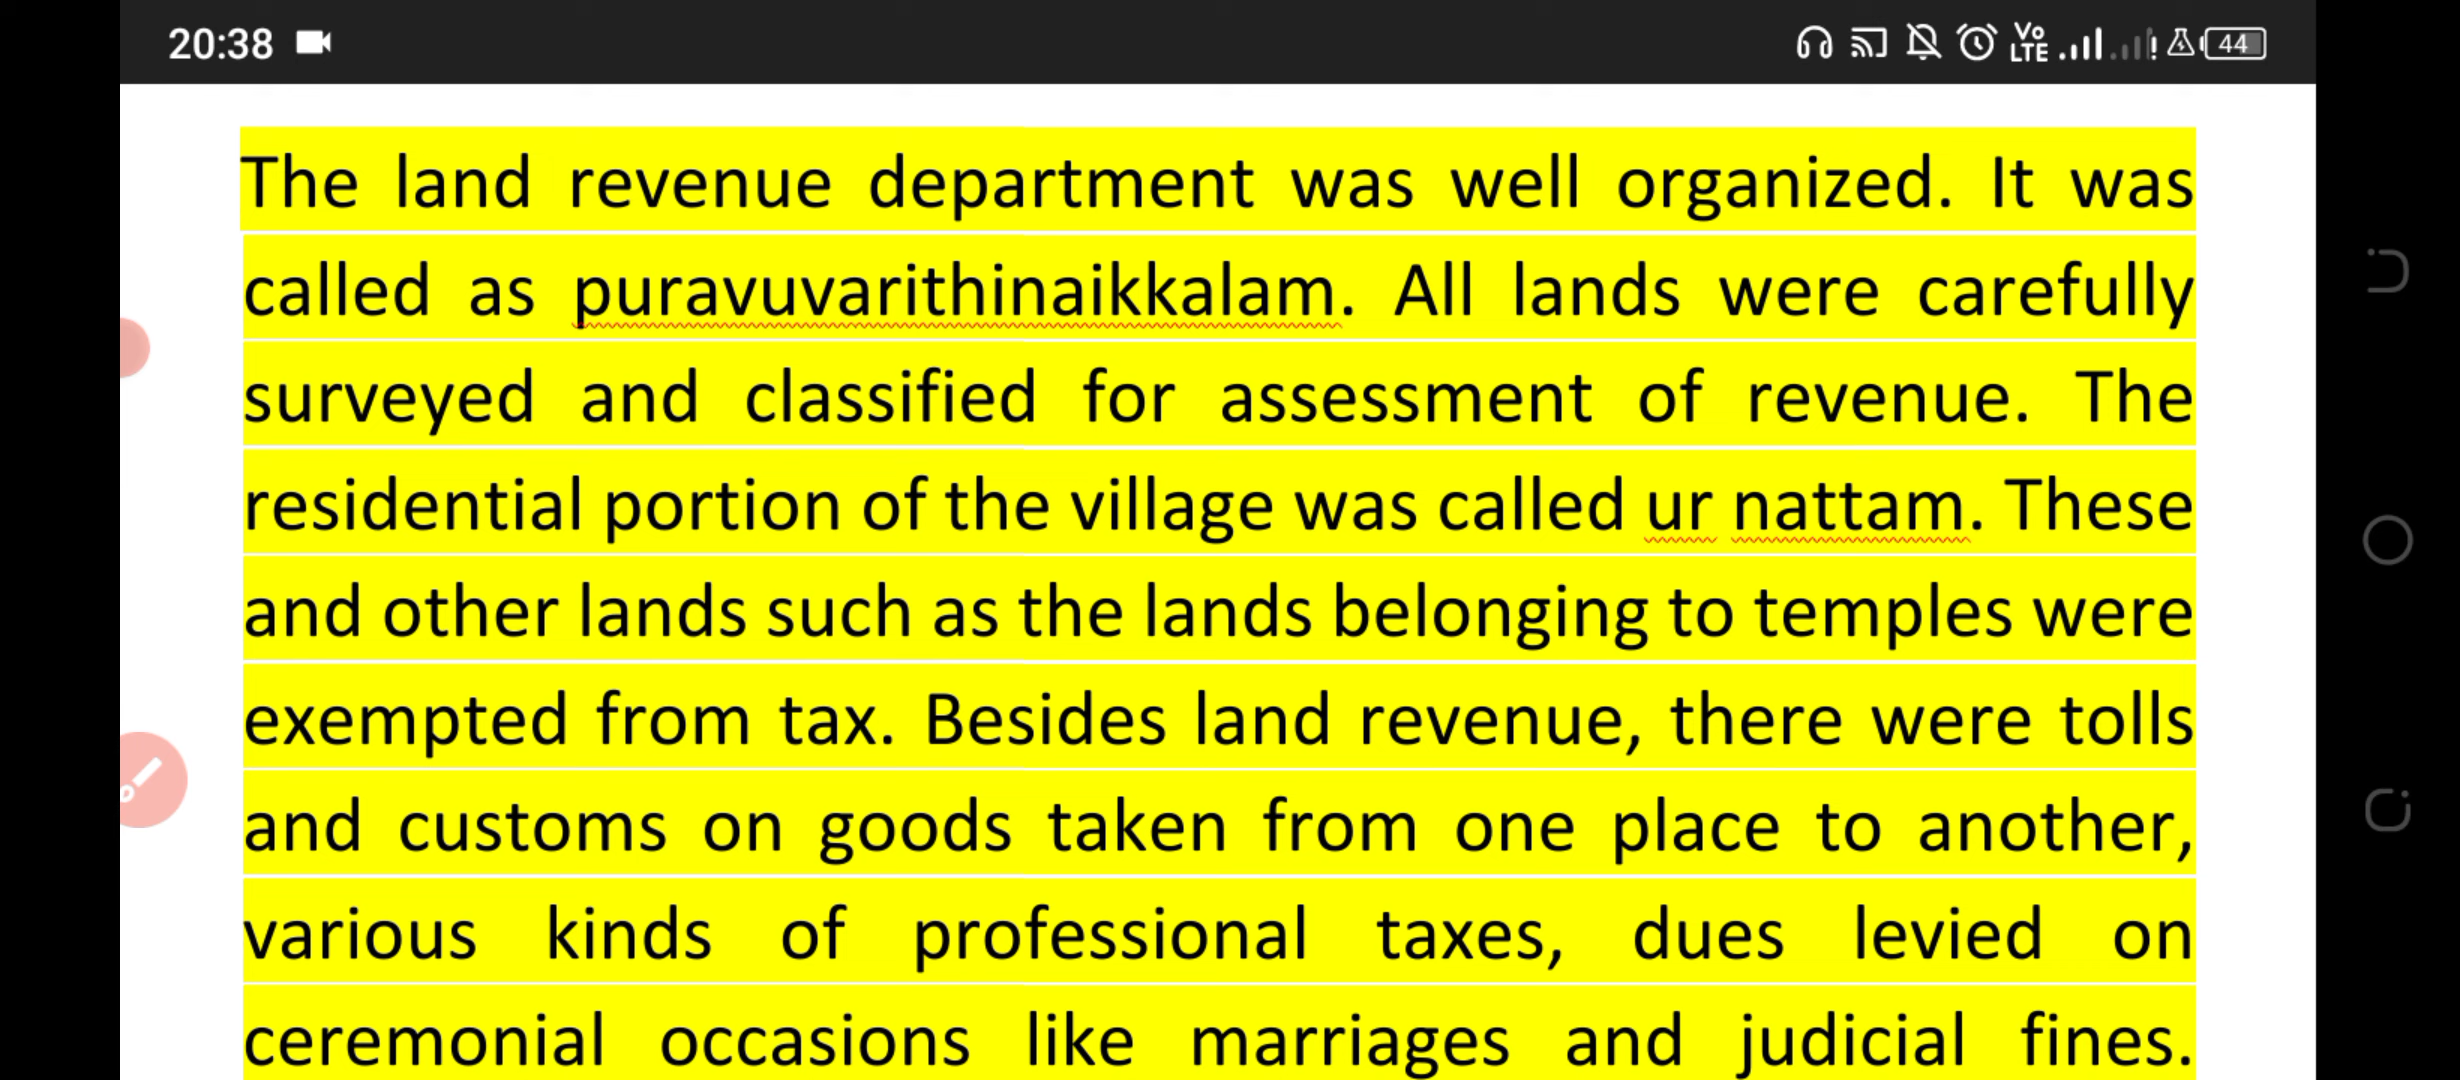 20:38 Vo LTE 44
The land revenue department was well organized. It was
called as puravuvarithinaikkalam. All lands were carefully
surveyed and classified for assessment of revenue. The
residential portion of the village was called ur nattam. These
and other lands such as the lands belonging to temples were
exempted from tax. Besides land revenue, there were tolls
and customs on goods taken from one place to another,
various kinds of professional taxes, dues levied on
ceremonial occasions like marriages and judicial fines.